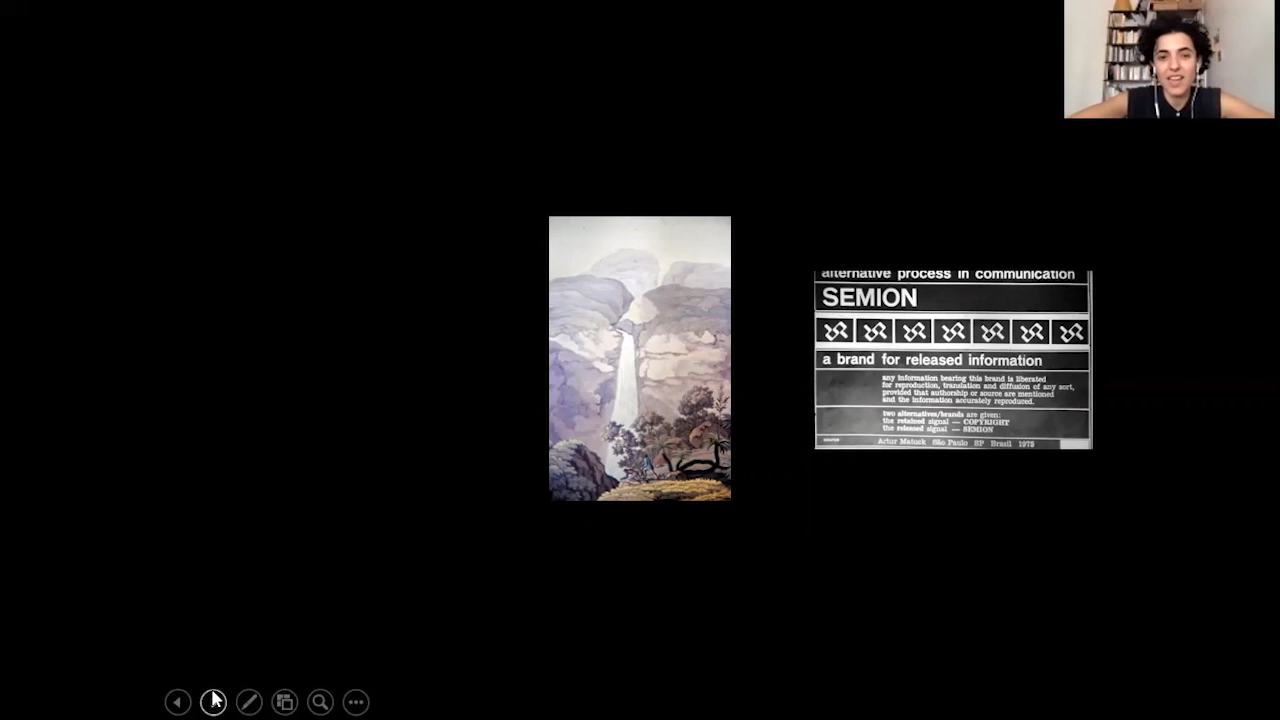 alternative process in communication
SEMION
a brand for released information
any information bearing this brand is liberated
for reproduction, translation and diffusion of any sort,
provided that authorship or source are mentioned
and the information accurately reproduced.
two alternatives/brands are given:
the retained signal — COPYRIGHT
the released signal — SEMION
Artur Matuck São Paulo SP Brasil 1975